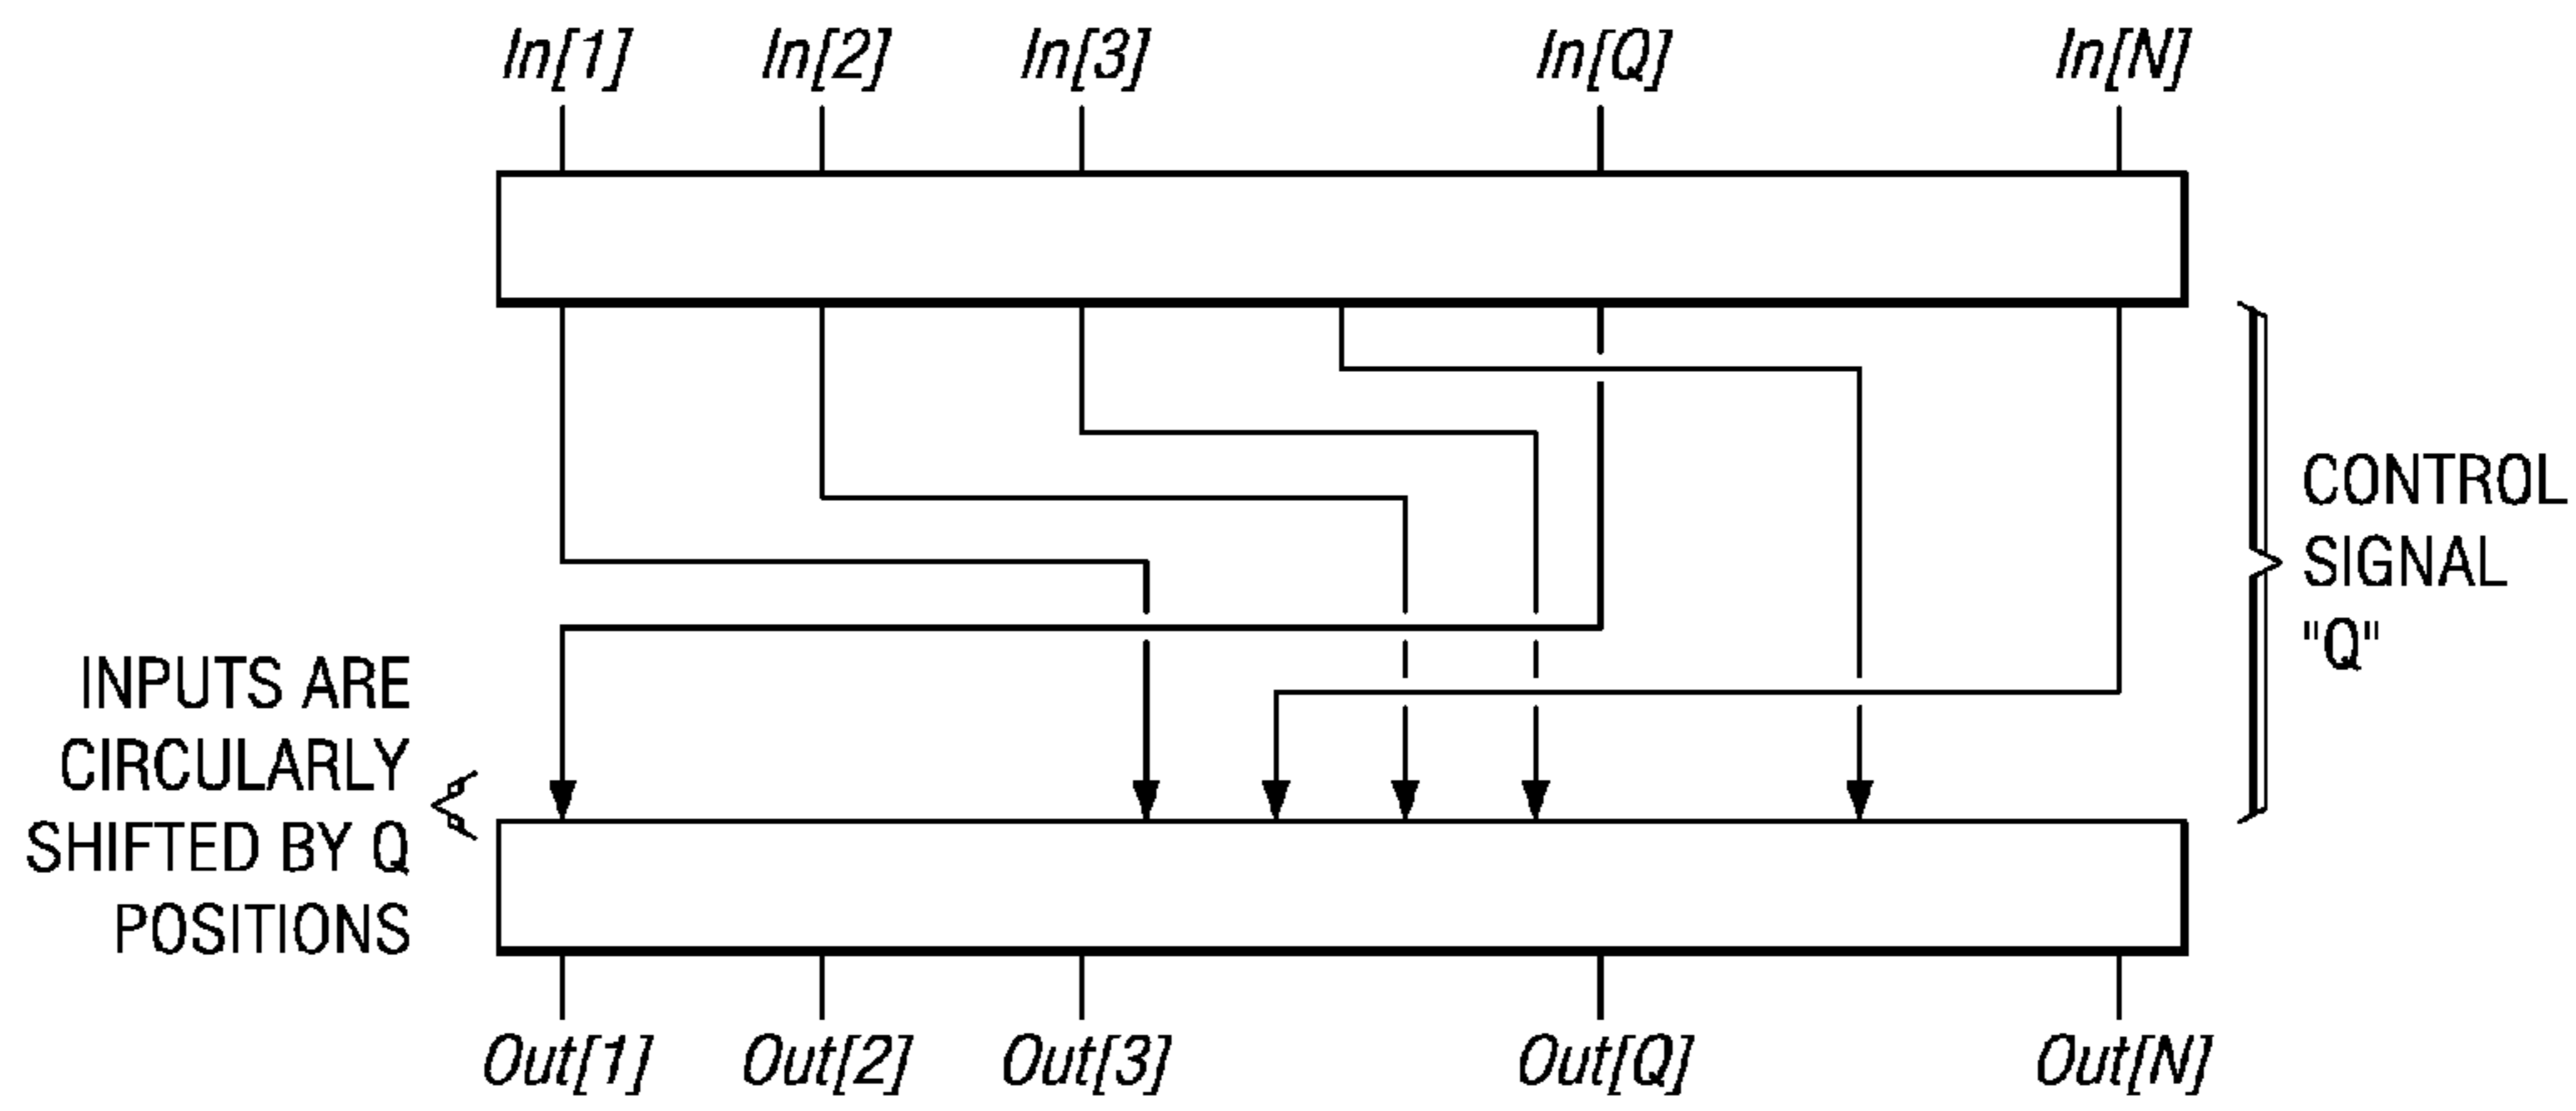 In[1]
In[2]
In[3]
In[Q]
In[N]
CONTROL
SIGNAL
"Q"
INPUTS ARE
CIRCULARLY
SHIFTED BY Q
POSITIONS
Out[1]
Out[2]
Out[3]
Out[Q]
Out[N]